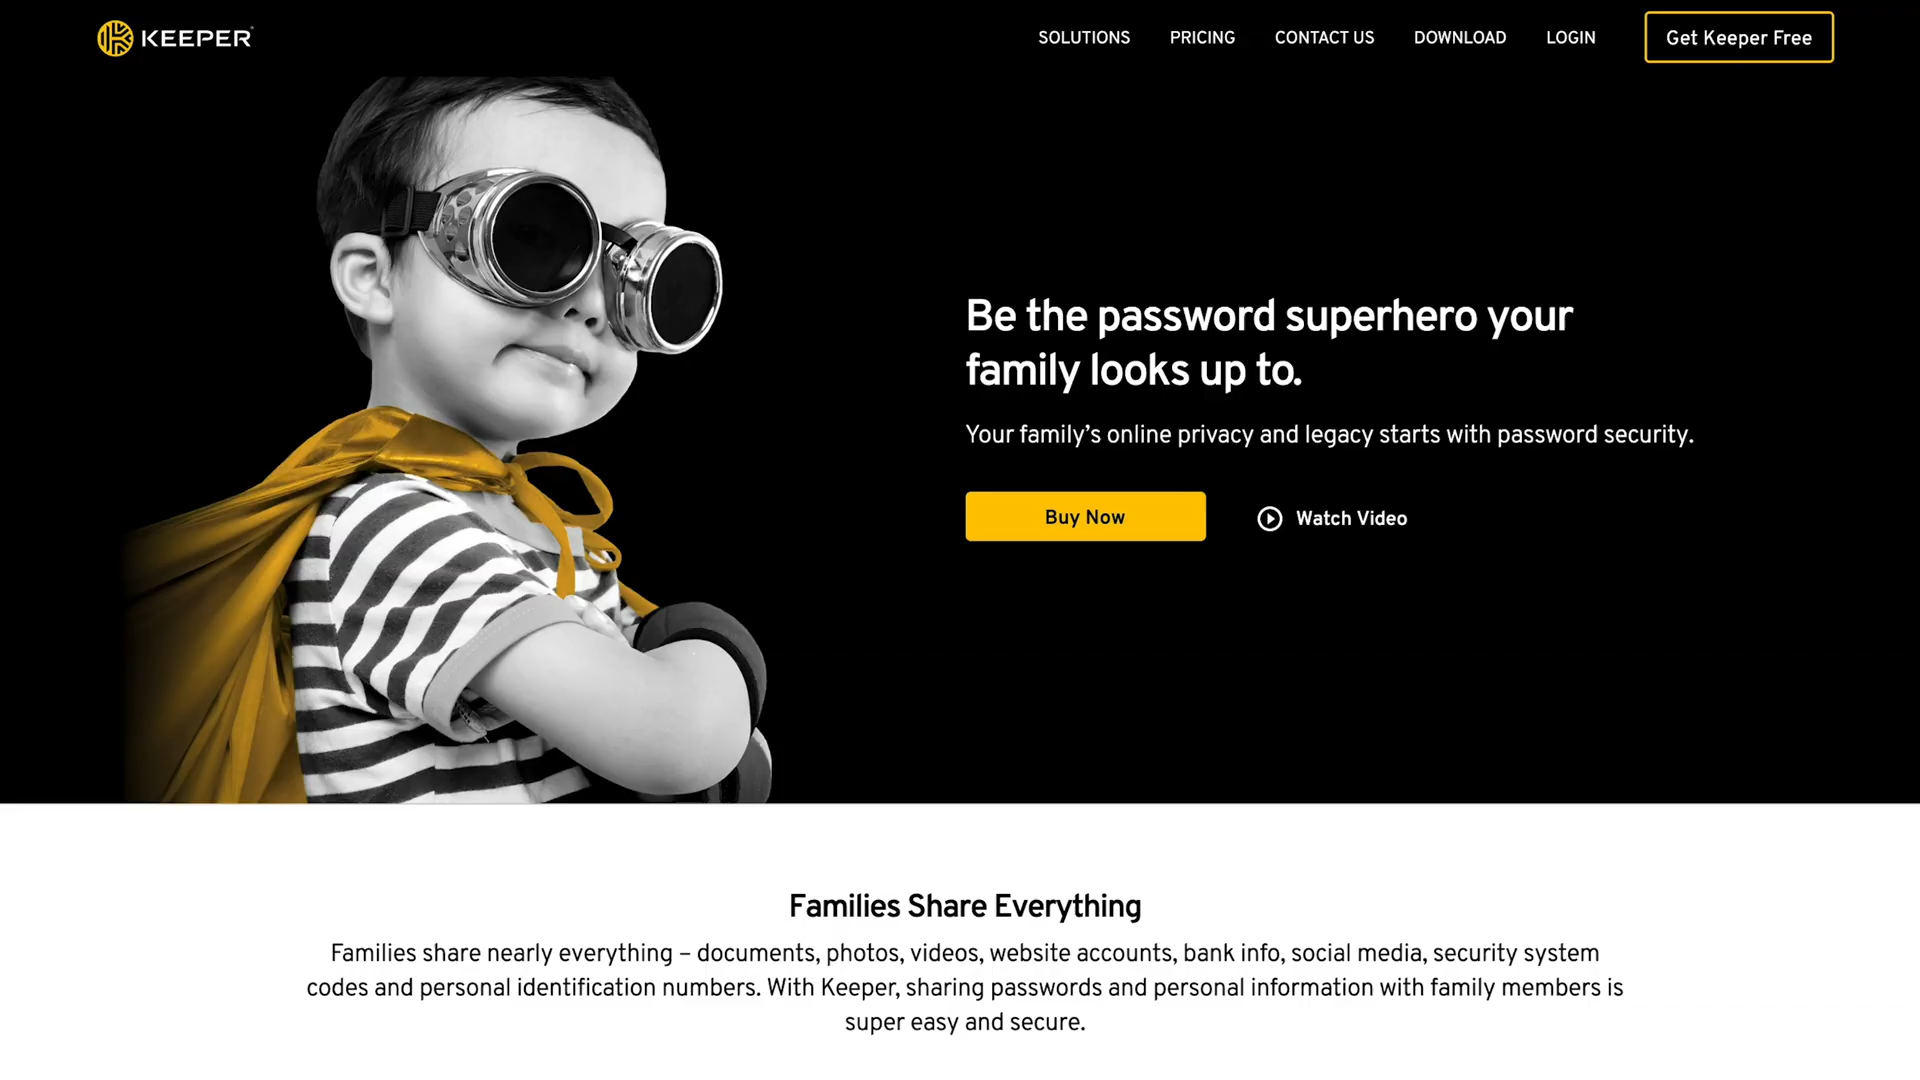 KEEPER
SOLUTIONS
PRICING
CONTACT US
DOWNLOAD
LOGIN
Get Keeper Free
Be the password superhero your
family looks up to.
Your family’s online privacy and legacy starts with password security.
Buy Now
Watch Video
Families Share Everything
Families share nearly everything – documents, photos, videos, website accounts, bank info, social media, security system
codes and personal identification numbers. With Keeper, sharing passwords and personal information with family members is
super easy and secure.